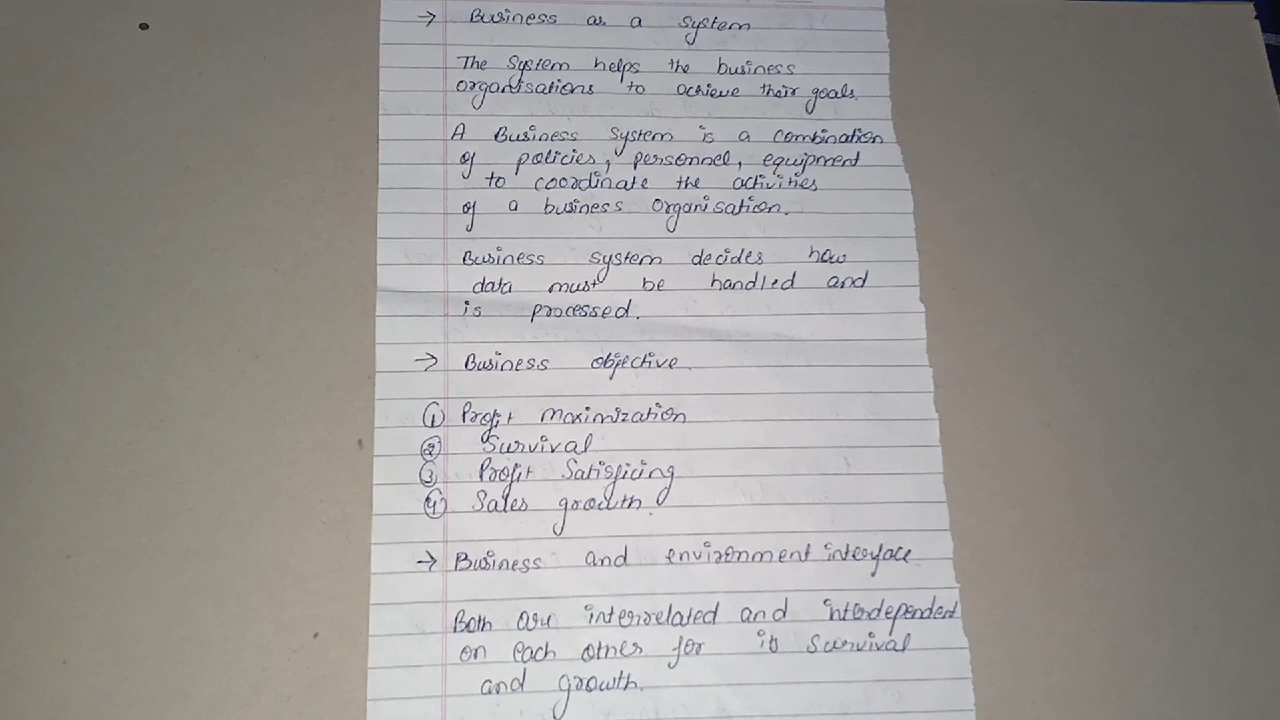 → Business as a system
The System helps the business
organisations to achieve their goals.
A Business System is a combination
of policies, personnel, equipment
to coordinate the activities
of a business Organisation.
Business system decides how
data must be handled and
is processed.
→ Business objective.
① Profit maximization
② Survival
③ Profit Satisficing
④ Sales growth.
→ Business and environment interface
Both are interrelated and interdependent
on each other for its survival
and growth.